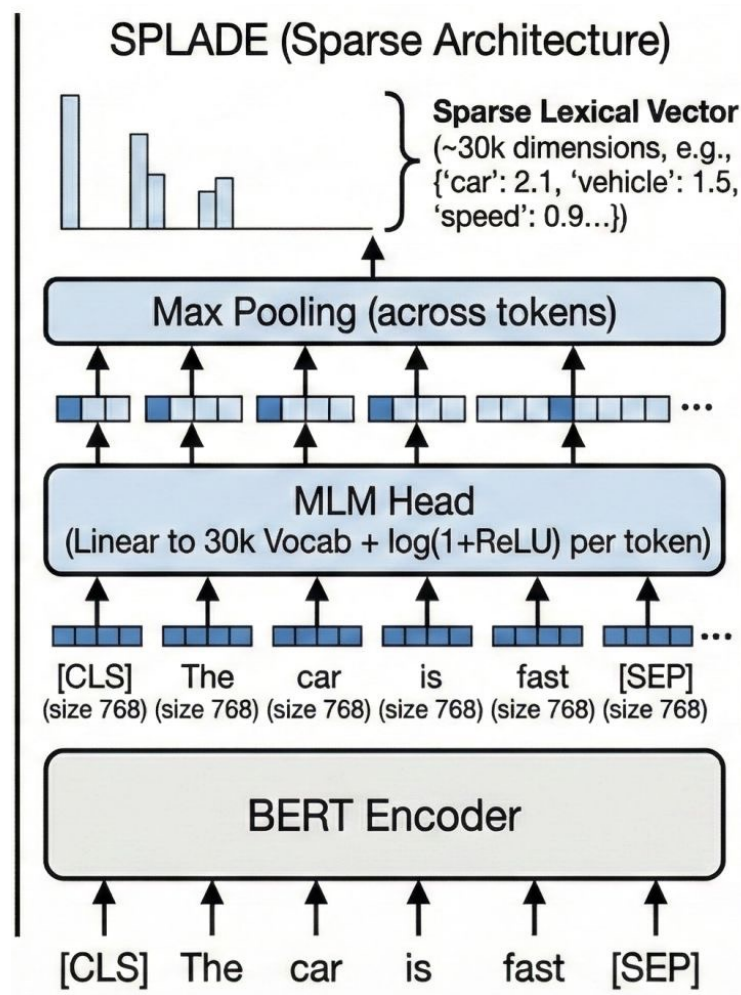 SPLADE (Sparse Architecture)
Sparse Lexical Vector
(~30k dimensions, e.g.,
{‘car’: 2.1, ‘vehicle’: 1.5,
‘speed’: 0.9...})
Max Pooling (across tokens)
...
MLM Head
(Linear to 30k Vocab + log(1+ReLU) per token)
...
[CLS] The car is fast [SEP]
(size 768) (size 768) (size 768) (size 768) (size 768) (size 768)
BERT Encoder
[CLS] The car is fast [SEP]